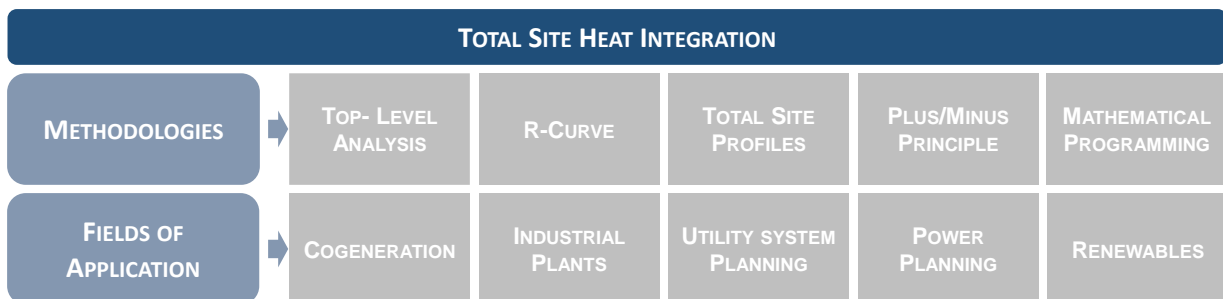 TOTAL SITE HEAT INTEGRATION
METHODOLOGIES
TOP- LEVEL
ANALYSIS
R-CURVE
TOTAL SITE
PROFILES
PLUS/MINUS
PRINCIPLE
MATHEMATICAL
PROGRAMMING
FIELDS OF
APPLICATION
COGENERATION
INDUSTRIAL
PLANTS
UTILITY SYSTEM
PLANNING
POWER
PLANNING
RENEWABLES